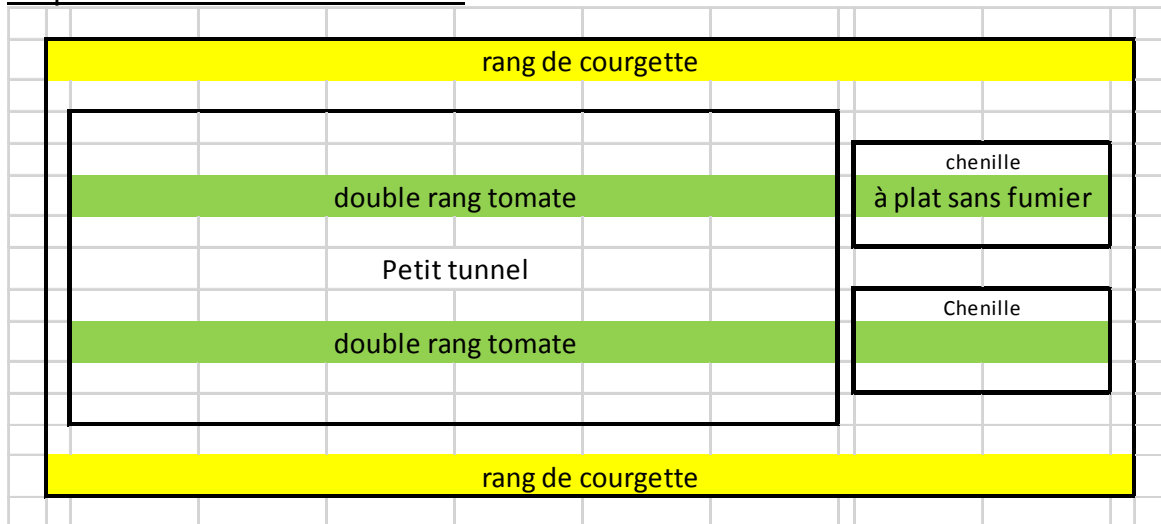 rang de courgette
chenille
double rang tomate
à plat sans fumier
Petit tunnel
Chenille
double rang tomate
rang de courgette